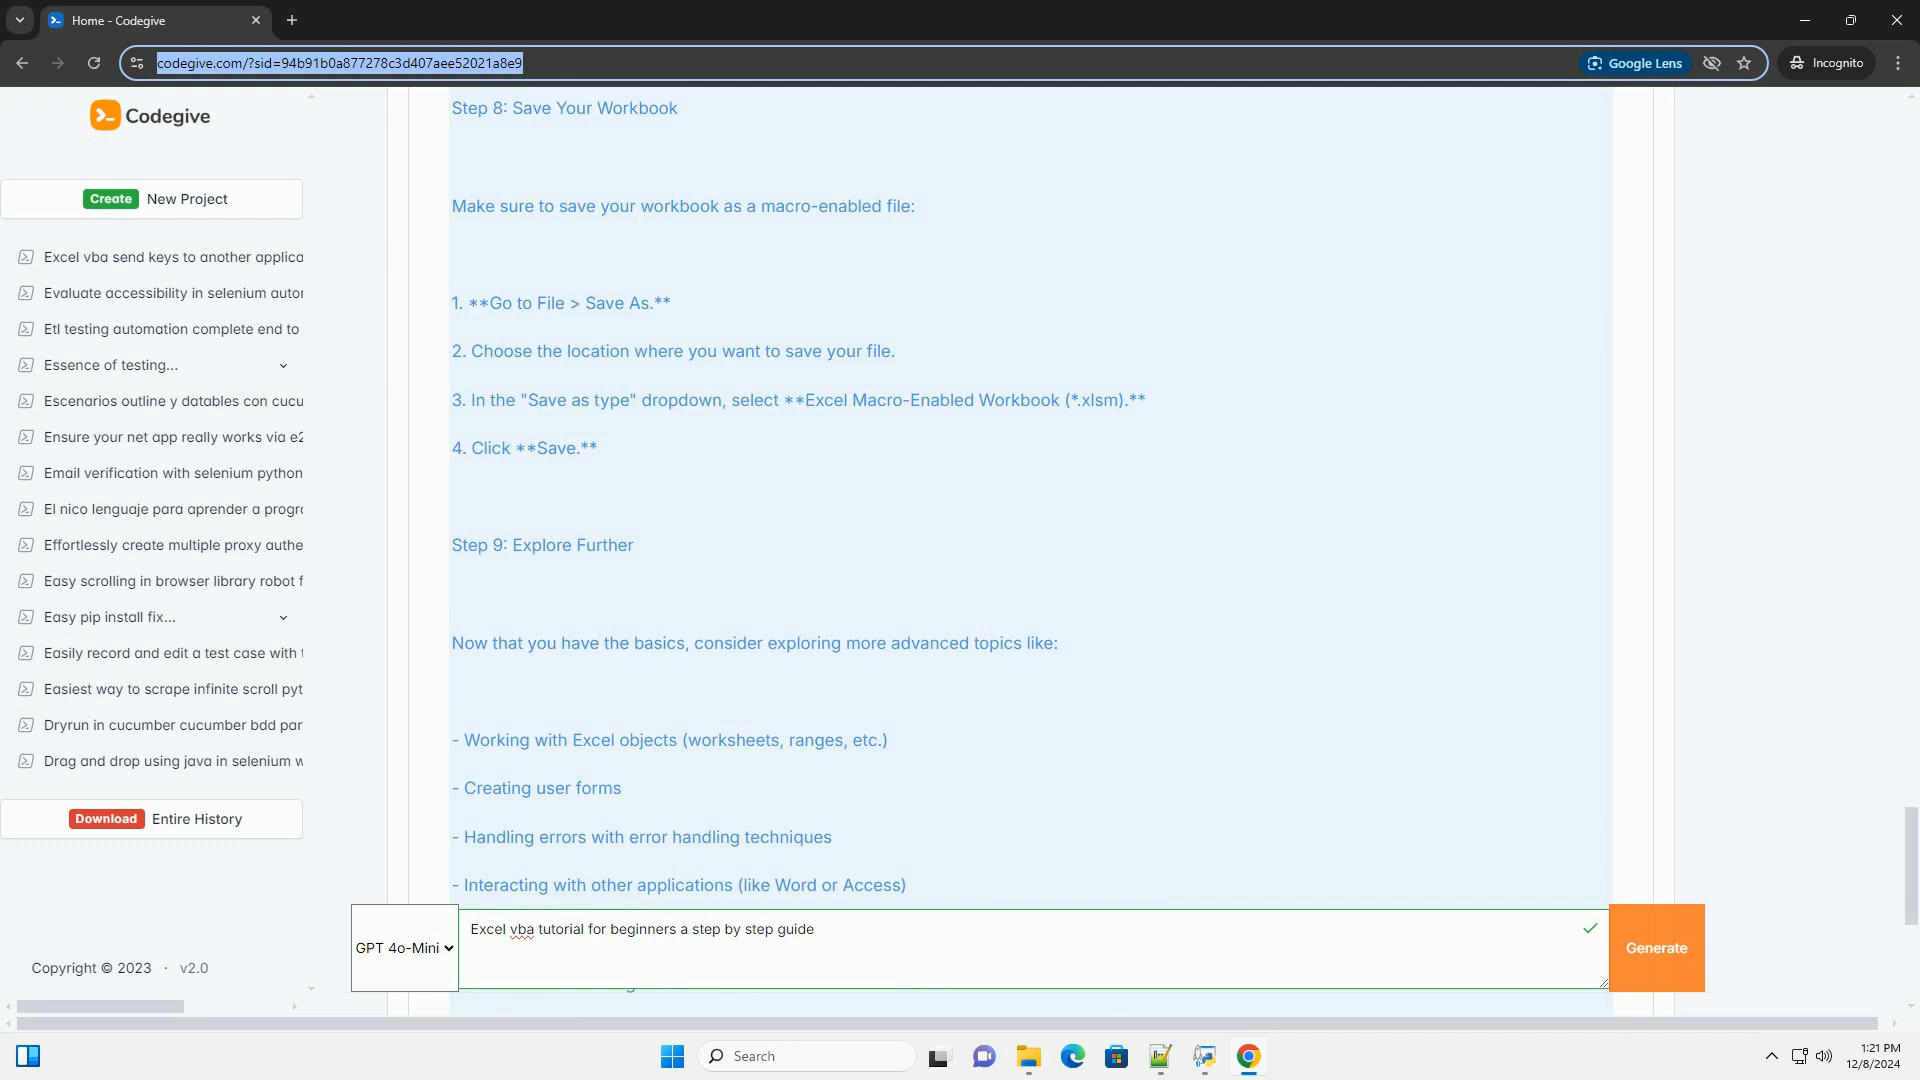 Home - Codegive
codegive.com/?sid=94b91b0a877278c3d407aee52021a8e9
Google Lens
Incognito
Codegive
Create New Project
Excel vba send keys to another applica
Evaluate accessibility in selenium autor
Etl testing automation complete end to
Essence of testing...
Escenarios outline y datables con cucu
Ensure your net app really works via e2
Email verification with selenium python
El nico lenguaje para aprender a progra
Effortlessly create multiple proxy authe
Easy scrolling in browser library robot f
Easy pip install fix...
Easily record and edit a test case with t
Easiest way to scrape infinite scroll pyt
Dryrun in cucumber cucumber bdd par
Drag and drop using java in selenium w
Download Entire History
Copyright © 2023 · v2.0
Step 8: Save Your Workbook
Make sure to save your workbook as a macro-enabled file:
1. **Go to File > Save As.**
2. Choose the location where you want to save your file.
3. In the "Save as type" dropdown, select **Excel Macro-Enabled Workbook (*.xlsm).**
4. Click **Save.**
Step 9: Explore Further
Now that you have the basics, consider exploring more advanced topics like:
- Working with Excel objects (worksheets, ranges, etc.)
- Creating user forms
- Handling errors with error handling techniques
- Interacting with other applications (like Word or Access)
GPT 4o-Mini
Excel vba tutorial for beginners a step by step guide
Generate
Search
1:21 PM
12/8/2024